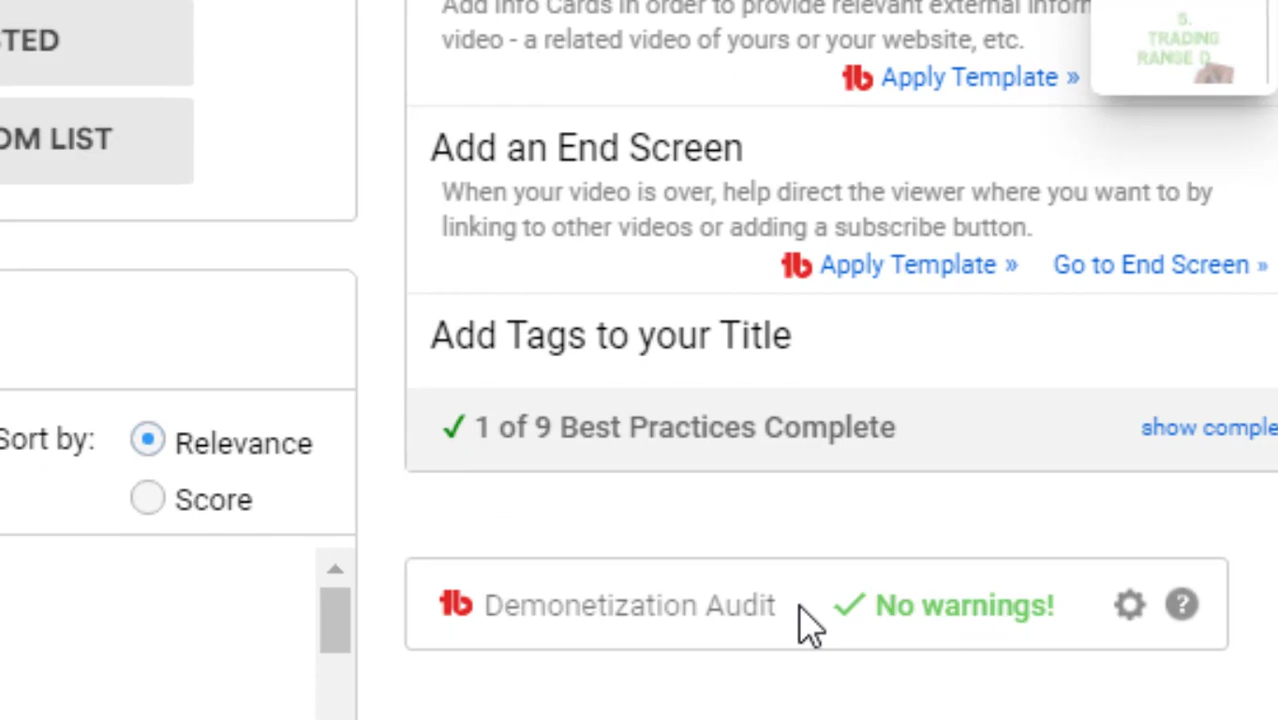 STED
OM LIST
Sort by:
Relevance
Score
Add Info Cards in order to provide relevant external inform
video - a related video of yours or your website, etc.
Apply Template »
Add an End Screen
When your video is over, help direct the viewer where you want to by
linking to other videos or adding a subscribe button.
Apply Template » Go to End Screen »
Add Tags to your Title
✓ 1 of 9 Best Practices Complete
show comple
Demonetization Audit ✓ No warnings!
5.
TRADING
RANGE